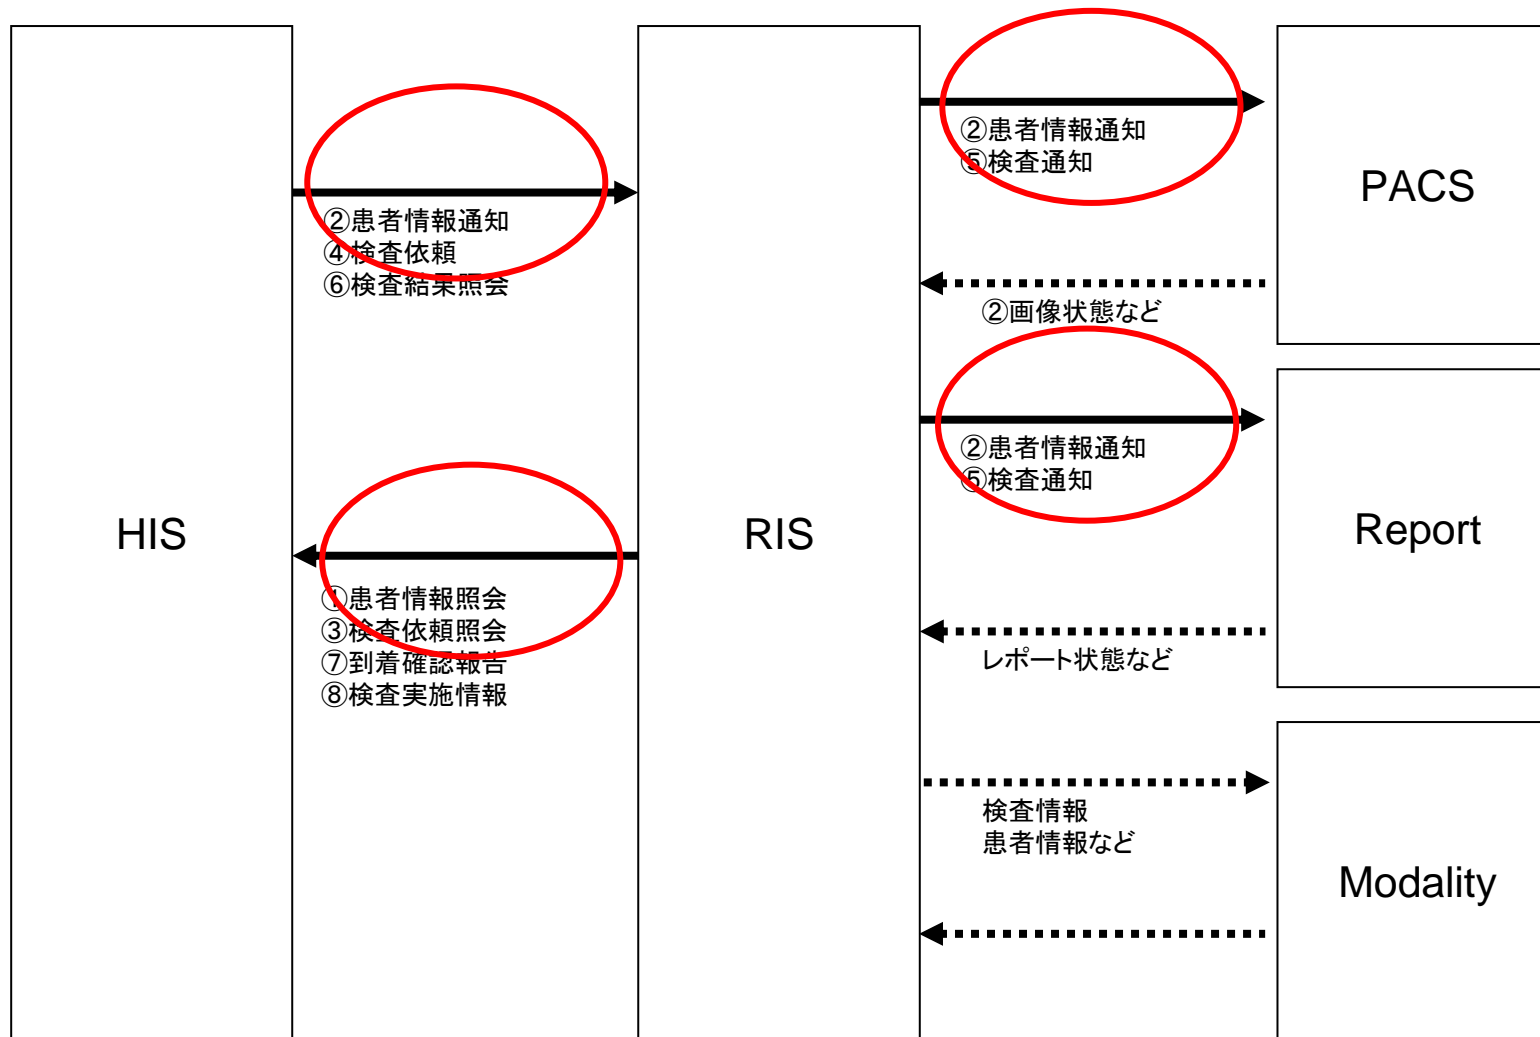 HIS
②患者情報通知
④検査依頼
⑥検査結果照会
①患者情報照会
③検査依頼照会
⑦到着確認報告
⑧検査実施情報
RIS
②患者情報通知
⑤検査通知
②画像状態など
②患者情報通知
⑤検査通知
レポート状態など
検査情報
患者情報など
PACS
Report
Modality